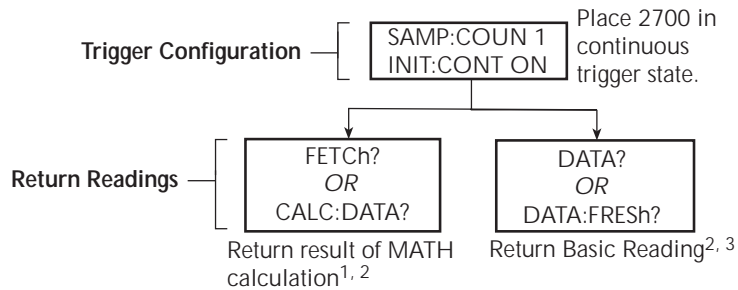 Trigger Configuration
SAMP:COUN 1
INIT:CONT ON
Place 2700 in
continuous
trigger state.
Return Readings
FETCh?
OR
CALC:DATA?
DATA?
OR
DATA:FRESh?
Return result of MATH
calculation1, 2
Return Basic Reading2, 3